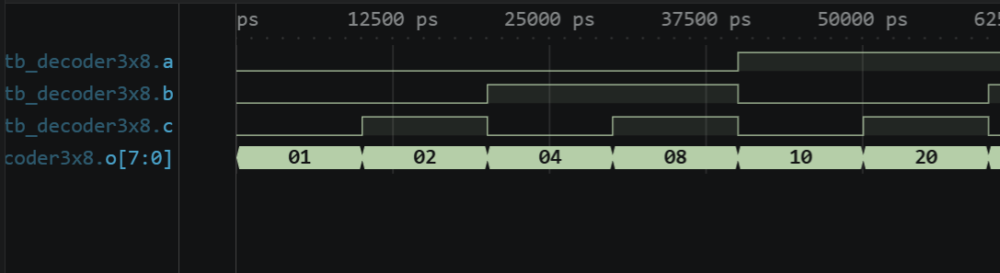 ps 12500 ps 25000 ps 37500 ps 50000 ps 625
tb_decoder3x8.a
tb_decoder3x8.b
tb_decoder3x8.c
coder3x8.o[7:0] 01 02 04 08 10 20